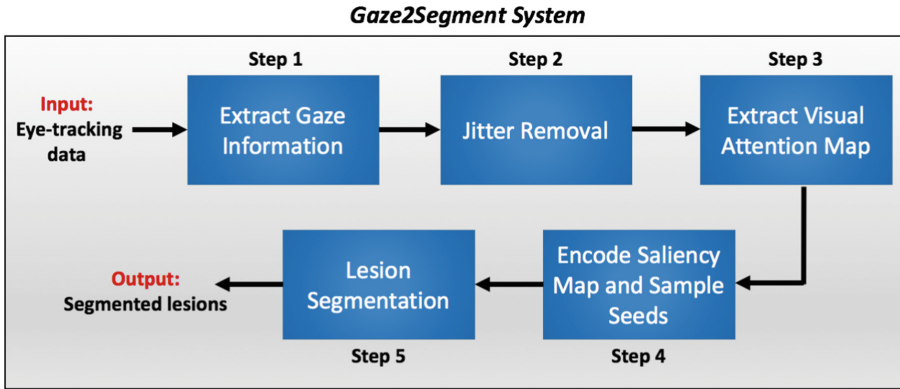 Gaze2Segment System
Step 1
Step 2
Step 3
Input:
Eye-tracking
data
Extract Gaze
Information
Jitter Removal
Extract Visual
Attention Map
Encode Saliency
Map and Sample
Seeds
Step 4
Lesion
Segmentation
Step 5
Output:
Segmented lesions